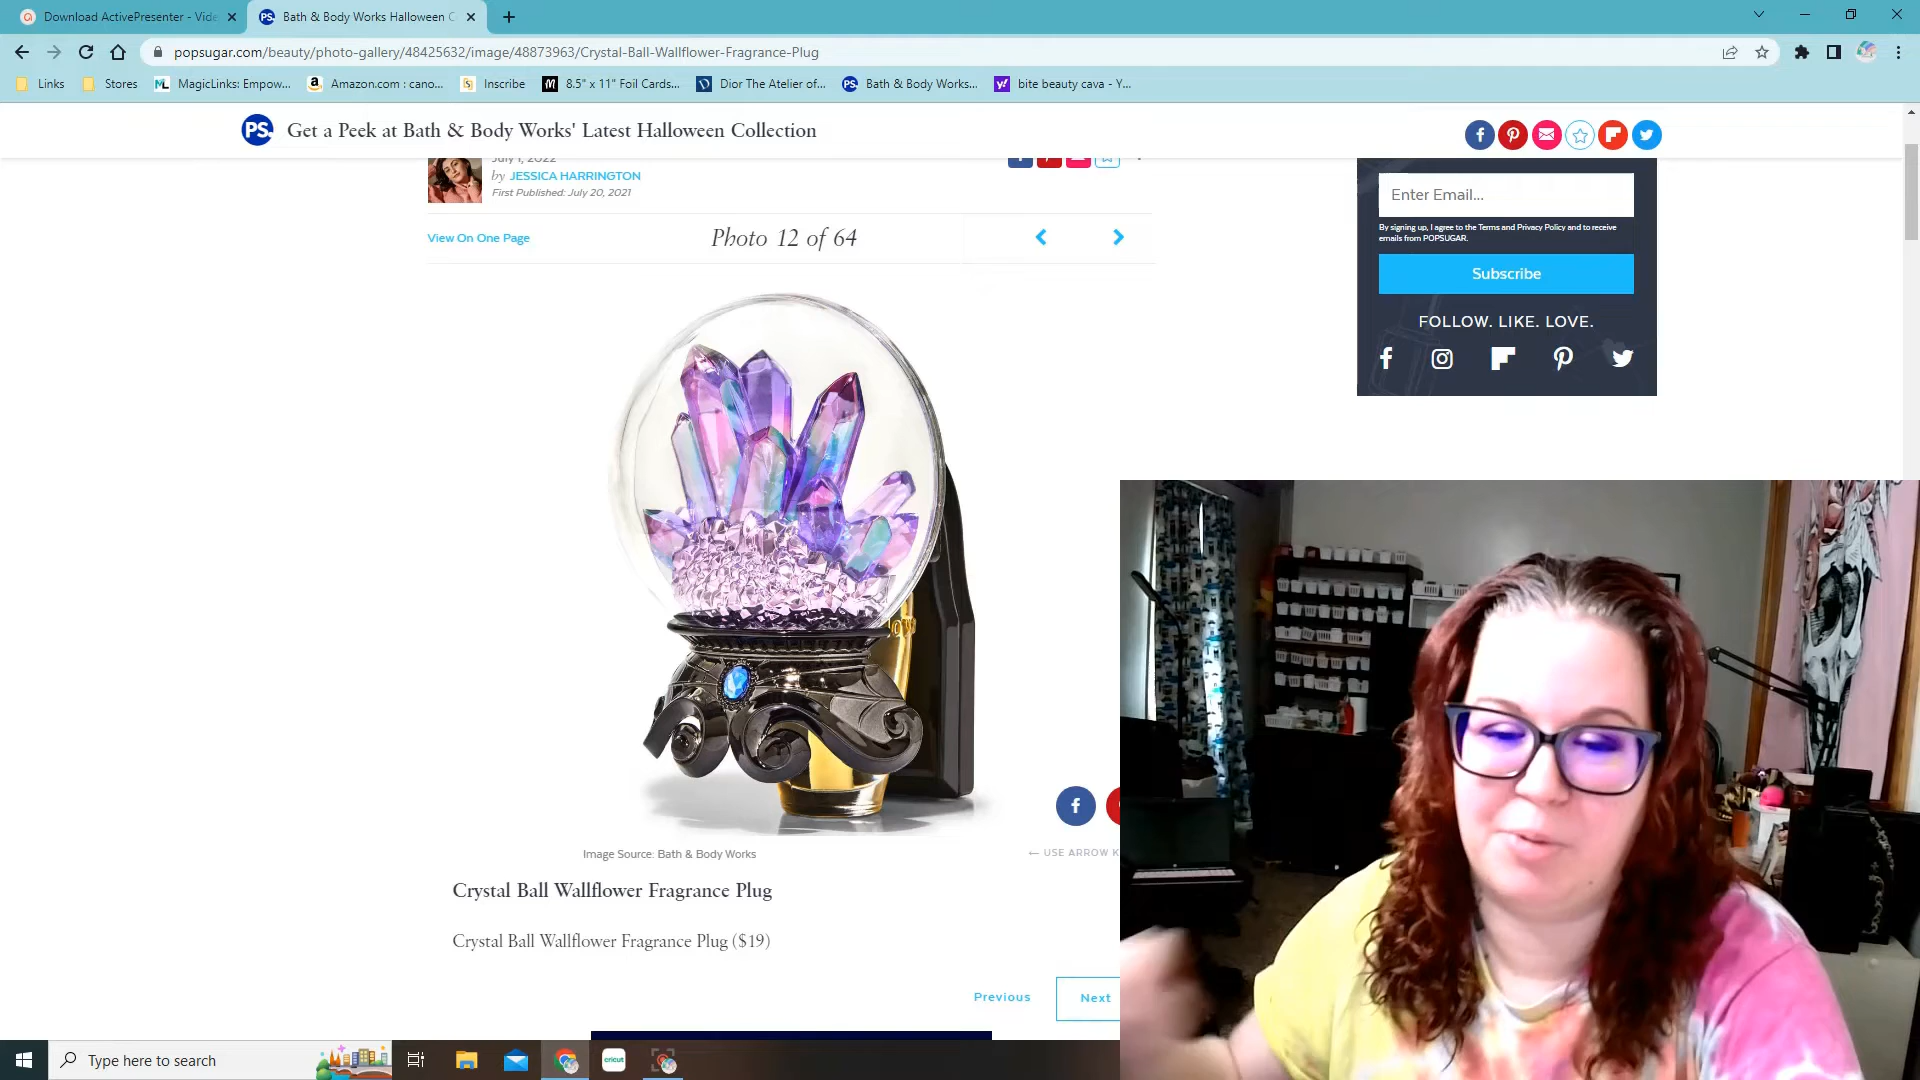 Download ActivePresenter - Vide
Bath & Body Works Halloween C
popsugar.com/beauty/photo-gallery/48425632/image/48873963/Crystal-Ball-Wallflower-Fragrance-Plug
Links
Stores
ML
MagicLinks: Empow...
Amazon.com : cano...
Inscribe
8.5" x 11" Foil Cards...
Dior The Atelier of...
Bath & Body Works...
bite beauty cava - Y...
PS.
Get a Peek at Bath & Body Works' Latest Halloween Collection
July 1, 2022
by JESSICA HARRINGTON
First Published: July 20, 2021
View On One Page
Photo 12 of 64
Enter Email...
By signing up, I agree to the Terms and Privacy Policy and to receive
emails from POPSUGAR.
Subscribe
FOLLOW. LIKE. LOVE.
Image Source: Bath & Body Works
← USE ARROW K
Crystal Ball Wallflower Fragrance Plug
Crystal Ball Wallflower Fragrance Plug ($19)
Previous
Next
Type here to search
cricut